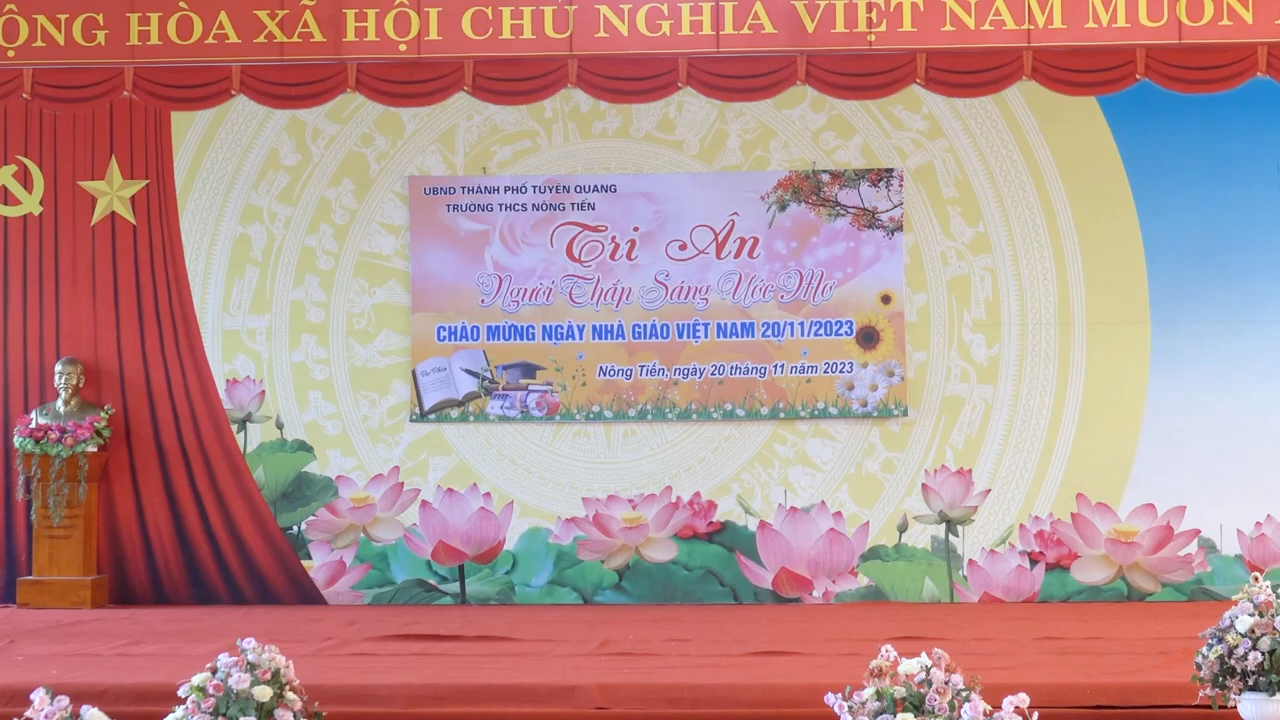 ỘNG HÒA XÃ HỘI CHỦ NGHĨA VIỆT NAM MUÔN
UBND THÀNH PHỐ TUYÊN QUANG
TRƯỜNG THCS NÔNG TIẾN
Tri Ân
Người Thắp Sáng Ước Mơ
CHÀO MỪNG NGÀY NHÀ GIÁO VIỆT NAM 20/11/2023
Nông Tiến, ngày 20 tháng 11 năm 2023